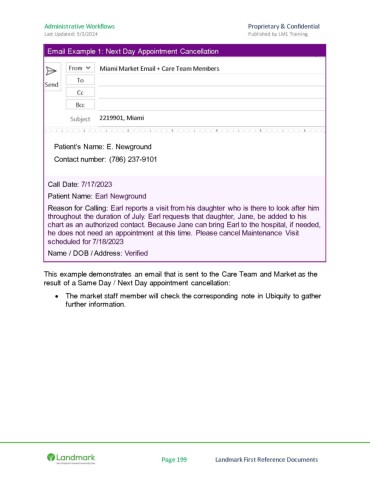 Administrative Workflows Proprietary & Confidential
Last Updated: 5/3/2024 Published by LMS Training
Email Example 1: Next Day Appointment Cancellation
From Miami Market Email + Care Team Members
Send
To
Cc
Bcc
Subject 2219901, Miami
Patient's Name: E. Newground
Contact number: (786) 237-9101
Call Date: 7/17/2023
Patient Name: Earl Newground
Reason for Calling: Earl reports a visit from his daughter who is there to look after him
throughout the duration of July. Earl requests that daughter, Jane, be added to his
chart as an authorized contact. Because Jane can bring Earl to the hospital, if needed,
he does not need an appointment at this time. Please cancel Maintenance Visit
scheduled for 7/18/2023
Name / DOB / Address: Verified
This example demonstrates an email that is sent to the Care Team and Market as the
result of a Same Day / Next Day appointment cancellation:
• The market staff member will check the corresponding note in Ubiquity to gather
further information.
Landmark
Page 199 Landmark First Reference Documents